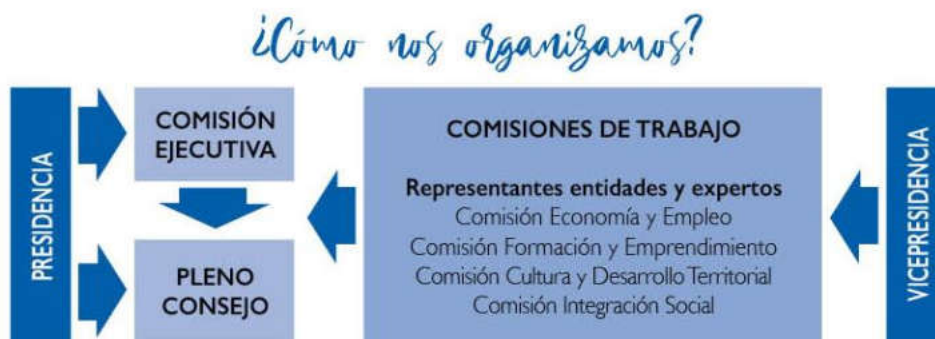 ¿Cómo nos organizamos?
PRESIDENCIA
COMISIÓN
EJECUTIVA
PLENO
CONSEJO
COMISIONES DE TRABAJO
Representantes entidades y expertos
Comisión Economía y Empleo
Comisión Formación y Emprendimiento
Comisión Cultura y Desarrollo Territorial
Comisión Integración Social
VICEPRESIDENCIA